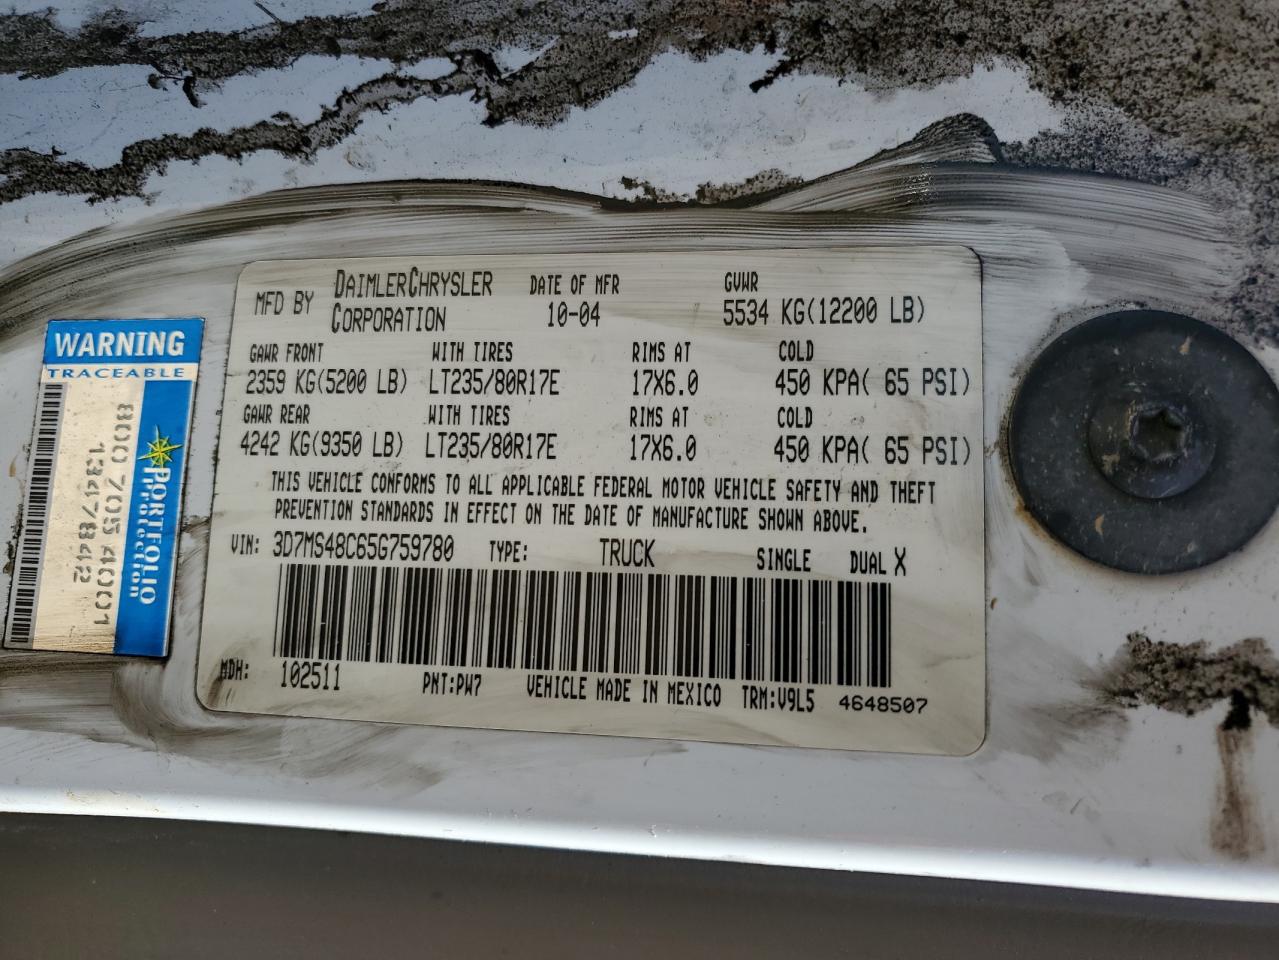 MFD BY DAIMLERCHRYSLER CORPORATION
DATE OF MFR
10-04
GVWR
5534 KG(12200 LB)
GAWR FRONT WITH TIRES RIMS AT COLD
2359 KG(5200 LB) LT235/80R17E 17X6.0 450 KPA( 65 PSI)
GAWR REAR WITH TIRES RIMS AT COLD
4242 KG(9350 LB) LT235/80R17E 17X6.0 450 KPA( 65 PSI)
THIS VEHICLE CONFORMS TO ALL APPLICABLE FEDERAL MOTOR VEHICLE SAFETY AND THEFT
PREVENTION STANDARDS IN EFFECT ON THE DATE OF MANUFACTURE SHOWN ABOVE.
VIN: 3D7MS48C65G759780 TYPE: TRUCK SINGLE DUAL X
MDH: 102511 PNT:PW7 VEHICLE MADE IN MEXICO TRM:V9L5 4648507
WARNING
TRACEABLE
PORTFOLIO
Protection
8007054001
1347842